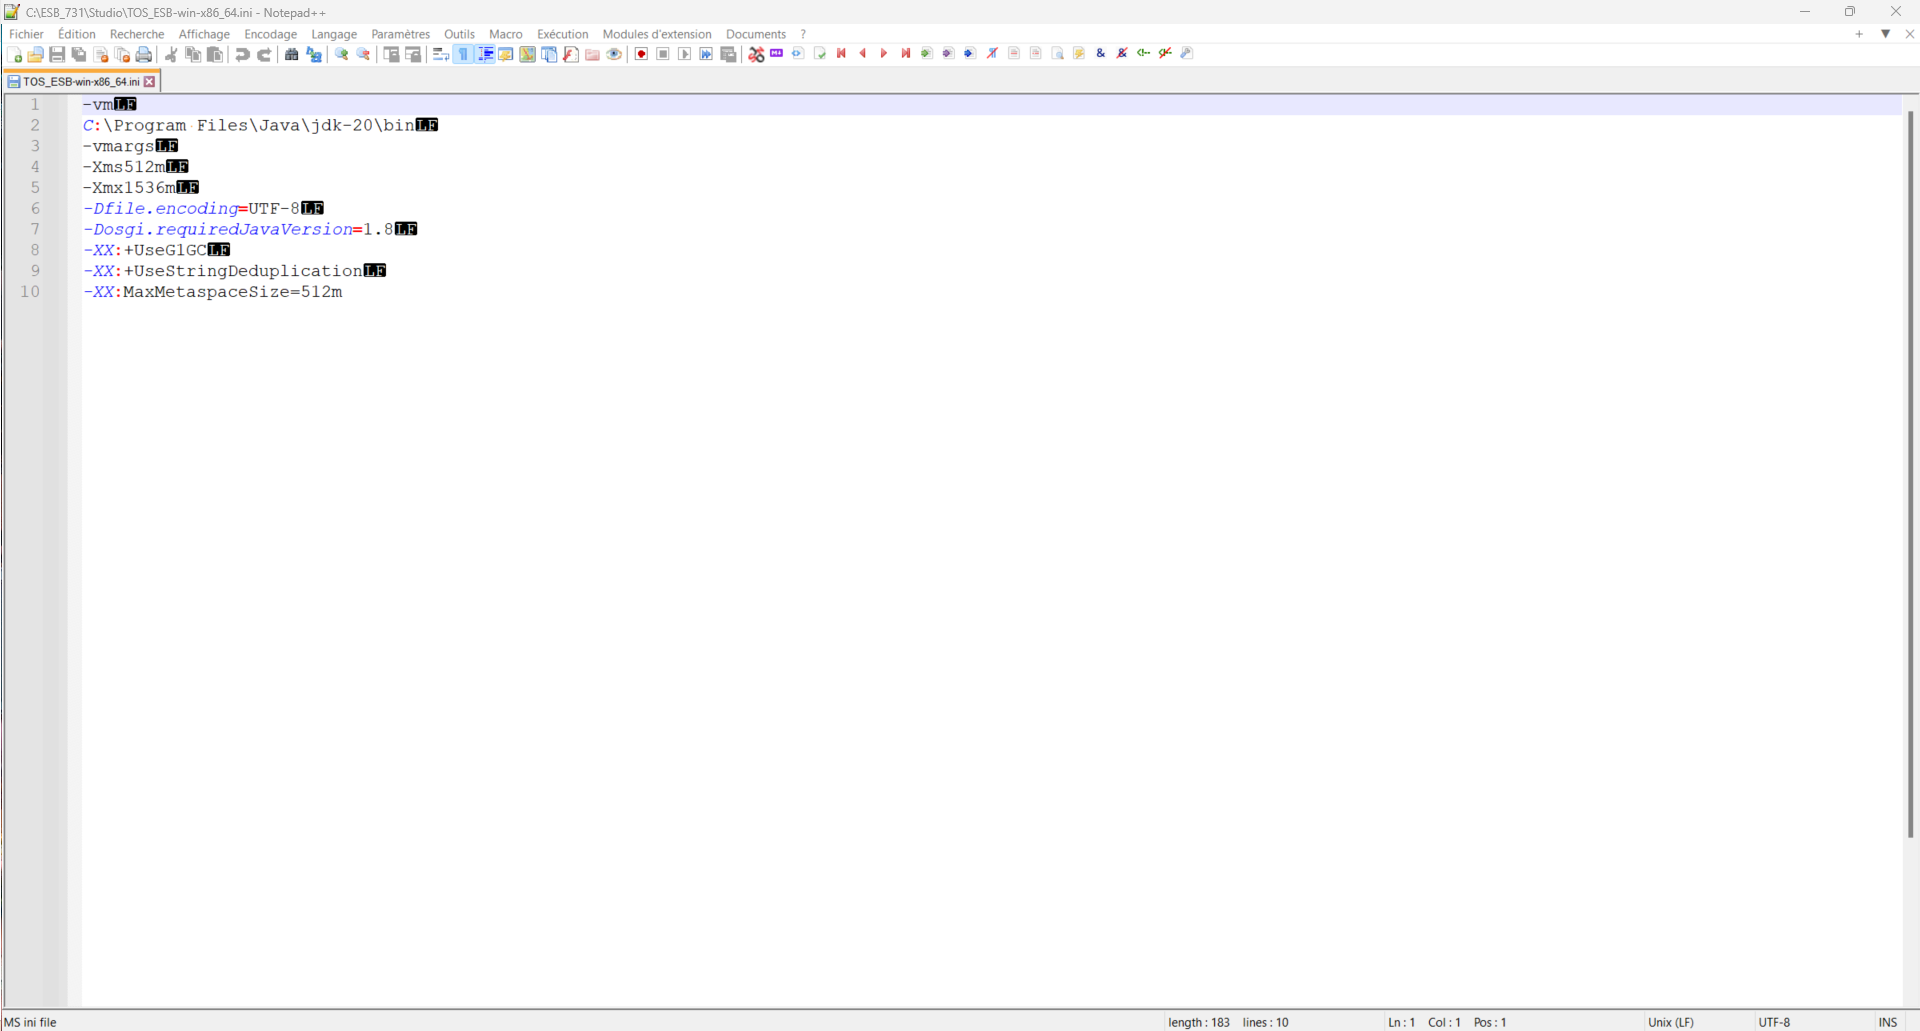 C:\ESB_731\Studio\TOS_ESB-win-x86_64.ini - Notepad++
Fichier Édition Recherche Affichage Encodage Langage Paramètres Outils Macro Exécution Modules d'extension Documents ?
TOS_ESB-win-x86_64.ini
1 -vmLF
2 C:\Program Files\Java\jdk-20\binLF
3 -vmargsLF
4 -Xms512mLF
5 -Xmx1536mLF
6 -Dfile.encoding=UTF-8LF
7 -Dosgi.requiredJavaVersion=1.8LF
8 -XX:+UseG1GCLF
9 -XX:+UseStringDeduplicationLF
10 -XX:MaxMetaspaceSize=512m
MS ini file length : 183 lines : 10 Ln : 1 Col : 1 Pos : 1 Unix (LF) UTF-8 INS